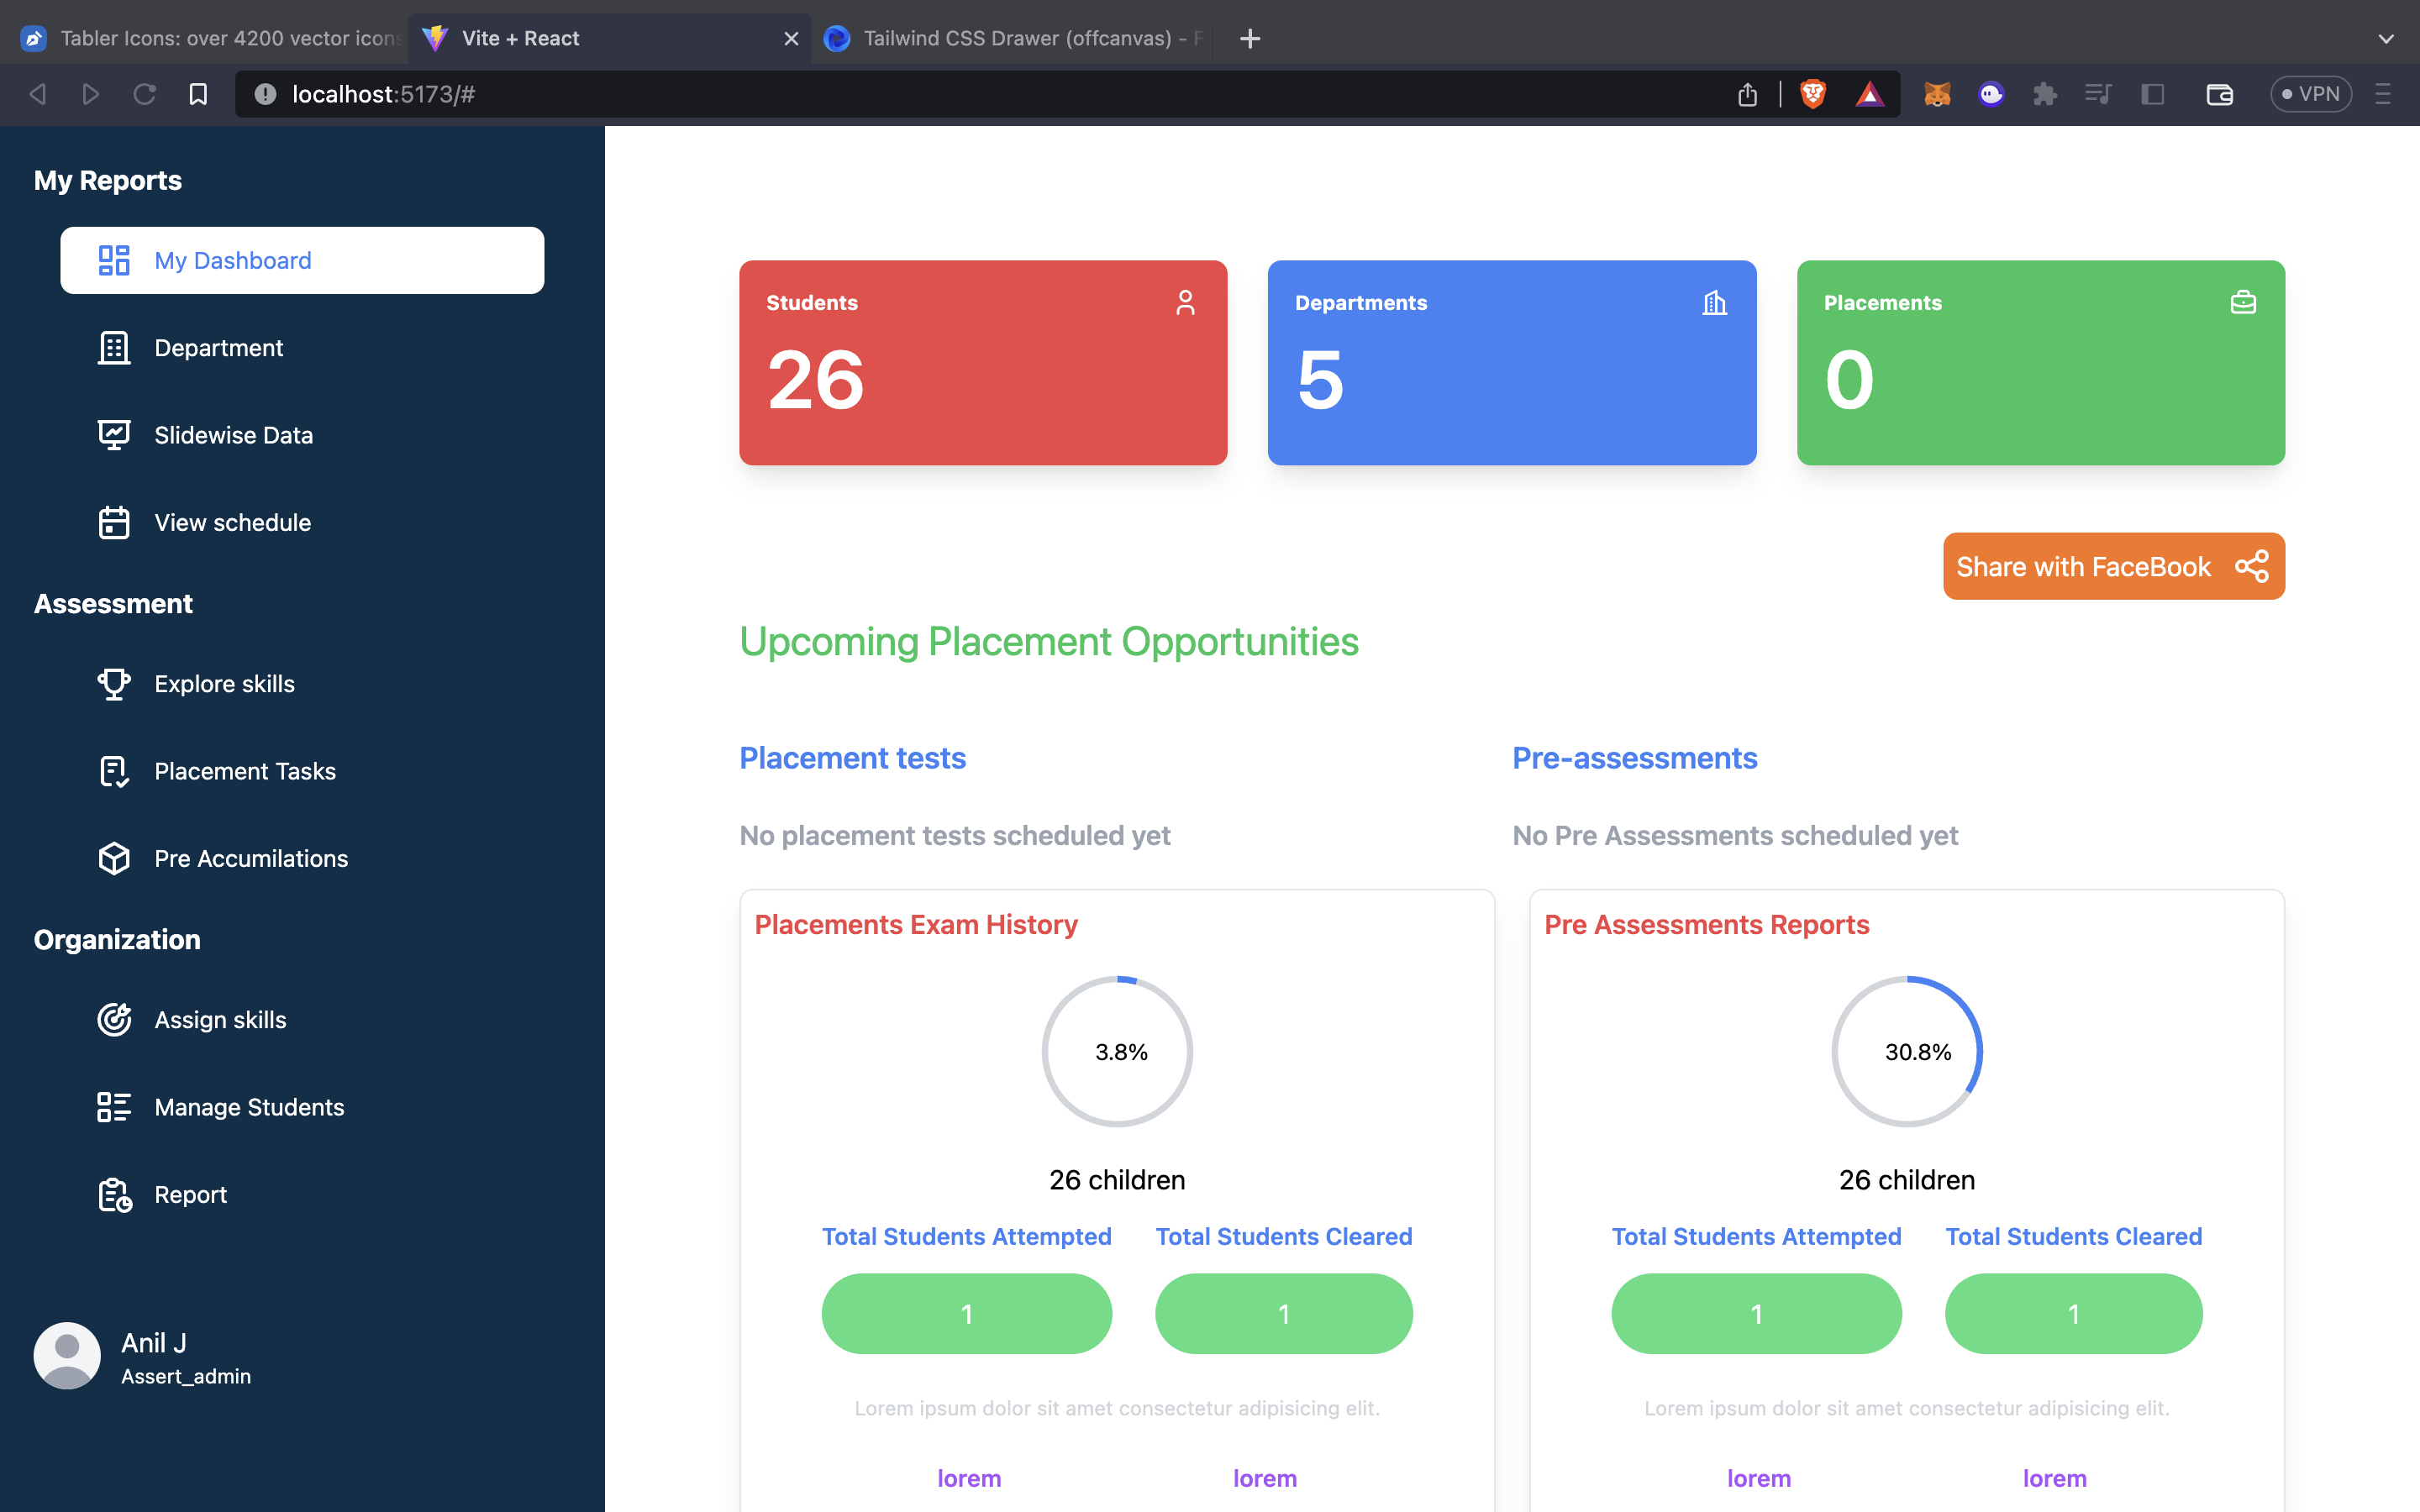 Tabler Icons: over 4200 vector icons
Vite + React
Tailwind CSS Drawer (offcanvas) - F
localhost:5173/#
VPN
My Reports
My Dashboard
Department
Slidewise Data
View schedule
Assessment
Explore skills
Placement Tasks
Pre Accumilations
Organization
Assign skills
Manage Students
Report
Anil J
Assert_admin
Students
26
Departments
5
Placements
0
Share with FaceBook
Upcoming Placement Opportunities
Placement tests
No placement tests scheduled yet
Pre-assessments
No Pre Assessments scheduled yet
Placements Exam History
3.8%
26 children
Total Students Attempted
1
Total Students Cleared
1
Lorem ipsum dolor sit amet consectetur adipisicing elit.
lorem
lorem
Pre Assessments Reports
30.8%
26 children
Total Students Attempted
1
Total Students Cleared
1
Lorem ipsum dolor sit amet consectetur adipisicing elit.
lorem
lorem